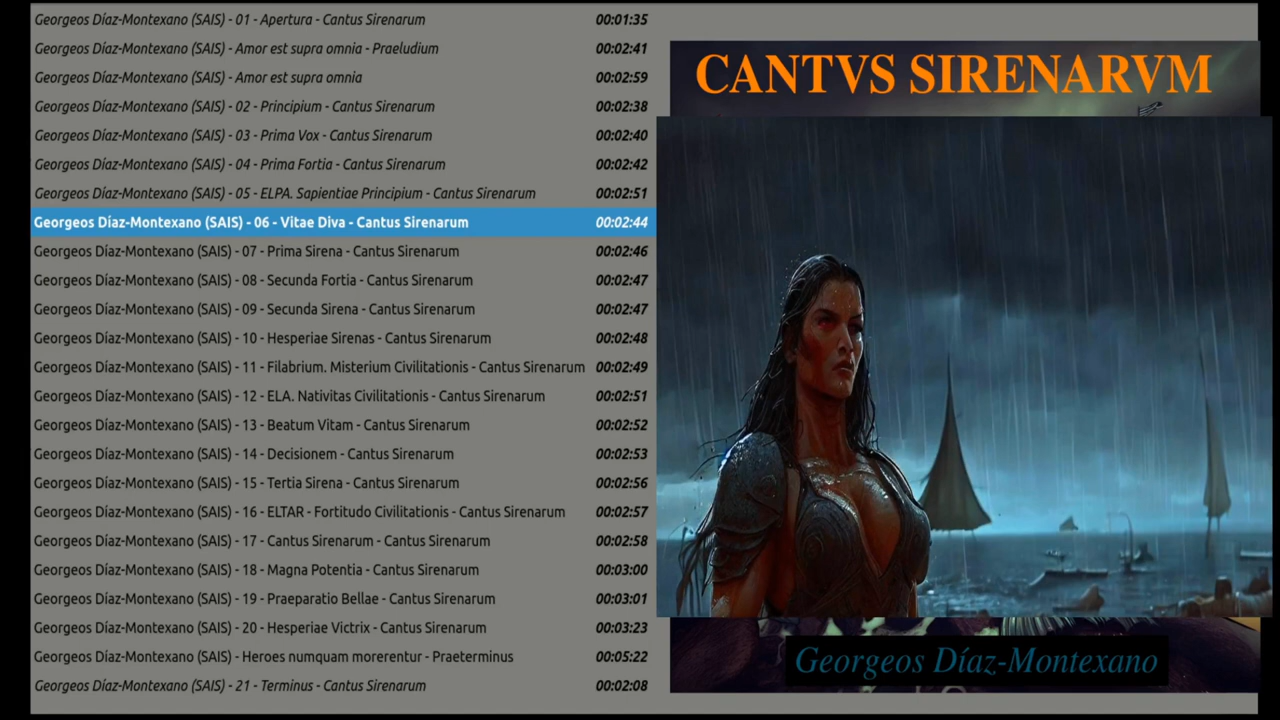 Georgeos Díaz-Montexano (SAIS) - 01 - Apertura - Cantus Sirenarum 00:01:35
Georgeos Díaz-Montexano (SAIS) - Amor est supra omnia - Praeludium 00:02:41
Georgeos Díaz-Montexano (SAIS) - Amor est supra omnia 00:02:59
Georgeos Díaz-Montexano (SAIS) - 02 - Principium - Cantus Sirenarum 00:02:38
Georgeos Díaz-Montexano (SAIS) - 03 - Prima Vox - Cantus Sirenarum 00:02:40
Georgeos Díaz-Montexano (SAIS) - 04 - Prima Fortia - Cantus Sirenarum 00:02:42
Georgeos Díaz-Montexano (SAIS) - 05 - ELPA. Sapientiae Principium - Cantus Sirenarum 00:02:51
Georgeos Díaz-Montexano (SAIS) - 06 - Vitae Diva - Cantus Sirenarum 00:02:44
Georgeos Díaz-Montexano (SAIS) - 07 - Prima Sirena - Cantus Sirenarum 00:02:46
Georgeos Díaz-Montexano (SAIS) - 08 - Secunda Fortia - Cantus Sirenarum 00:02:47
Georgeos Díaz-Montexano (SAIS) - 09 - Secunda Sirena - Cantus Sirenarum 00:02:47
Georgeos Díaz-Montexano (SAIS) - 10 - Hesperiae Sirenas - Cantus Sirenarum 00:02:48
Georgeos Díaz-Montexano (SAIS) - 11 - Filabrium. Misterium Civilitationis - Cantus Sirenarum 00:02:49
Georgeos Díaz-Montexano (SAIS) - 12 - ELA. Nativitas Civilitationis - Cantus Sirenarum 00:02:51
Georgeos Díaz-Montexano (SAIS) - 13 - Beatum Vitam - Cantus Sirenarum 00:02:52
Georgeos Díaz-Montexano (SAIS) - 14 - Decisionem - Cantus Sirenarum 00:02:53
Georgeos Díaz-Montexano (SAIS) - 15 - Tertia Sirena - Cantus Sirenarum 00:02:56
Georgeos Díaz-Montexano (SAIS) - 16 - ELTAR - Fortitudo Civilitationis - Cantus Sirenarum 00:02:57
Georgeos Díaz-Montexano (SAIS) - 17 - Cantus Sirenarum - Cantus Sirenarum 00:02:58
Georgeos Díaz-Montexano (SAIS) - 18 - Magna Potentia - Cantus Sirenarum 00:03:00
Georgeos Díaz-Montexano (SAIS) - 19 - Praeparatio Bellae - Cantus Sirenarum 00:03:01
Georgeos Díaz-Montexano (SAIS) - 20 - Hesperiae Victrix - Cantus Sirenarum 00:03:23
Georgeos Díaz-Montexano (SAIS) - Heroes numquam morerentur - Praeterminus 00:05:22
Georgeos Díaz-Montexano (SAIS) - 21 - Terminus - Cantus Sirenarum 00:02:08
CANTVS SIRENARVM
Georgeos Díaz-Montexano